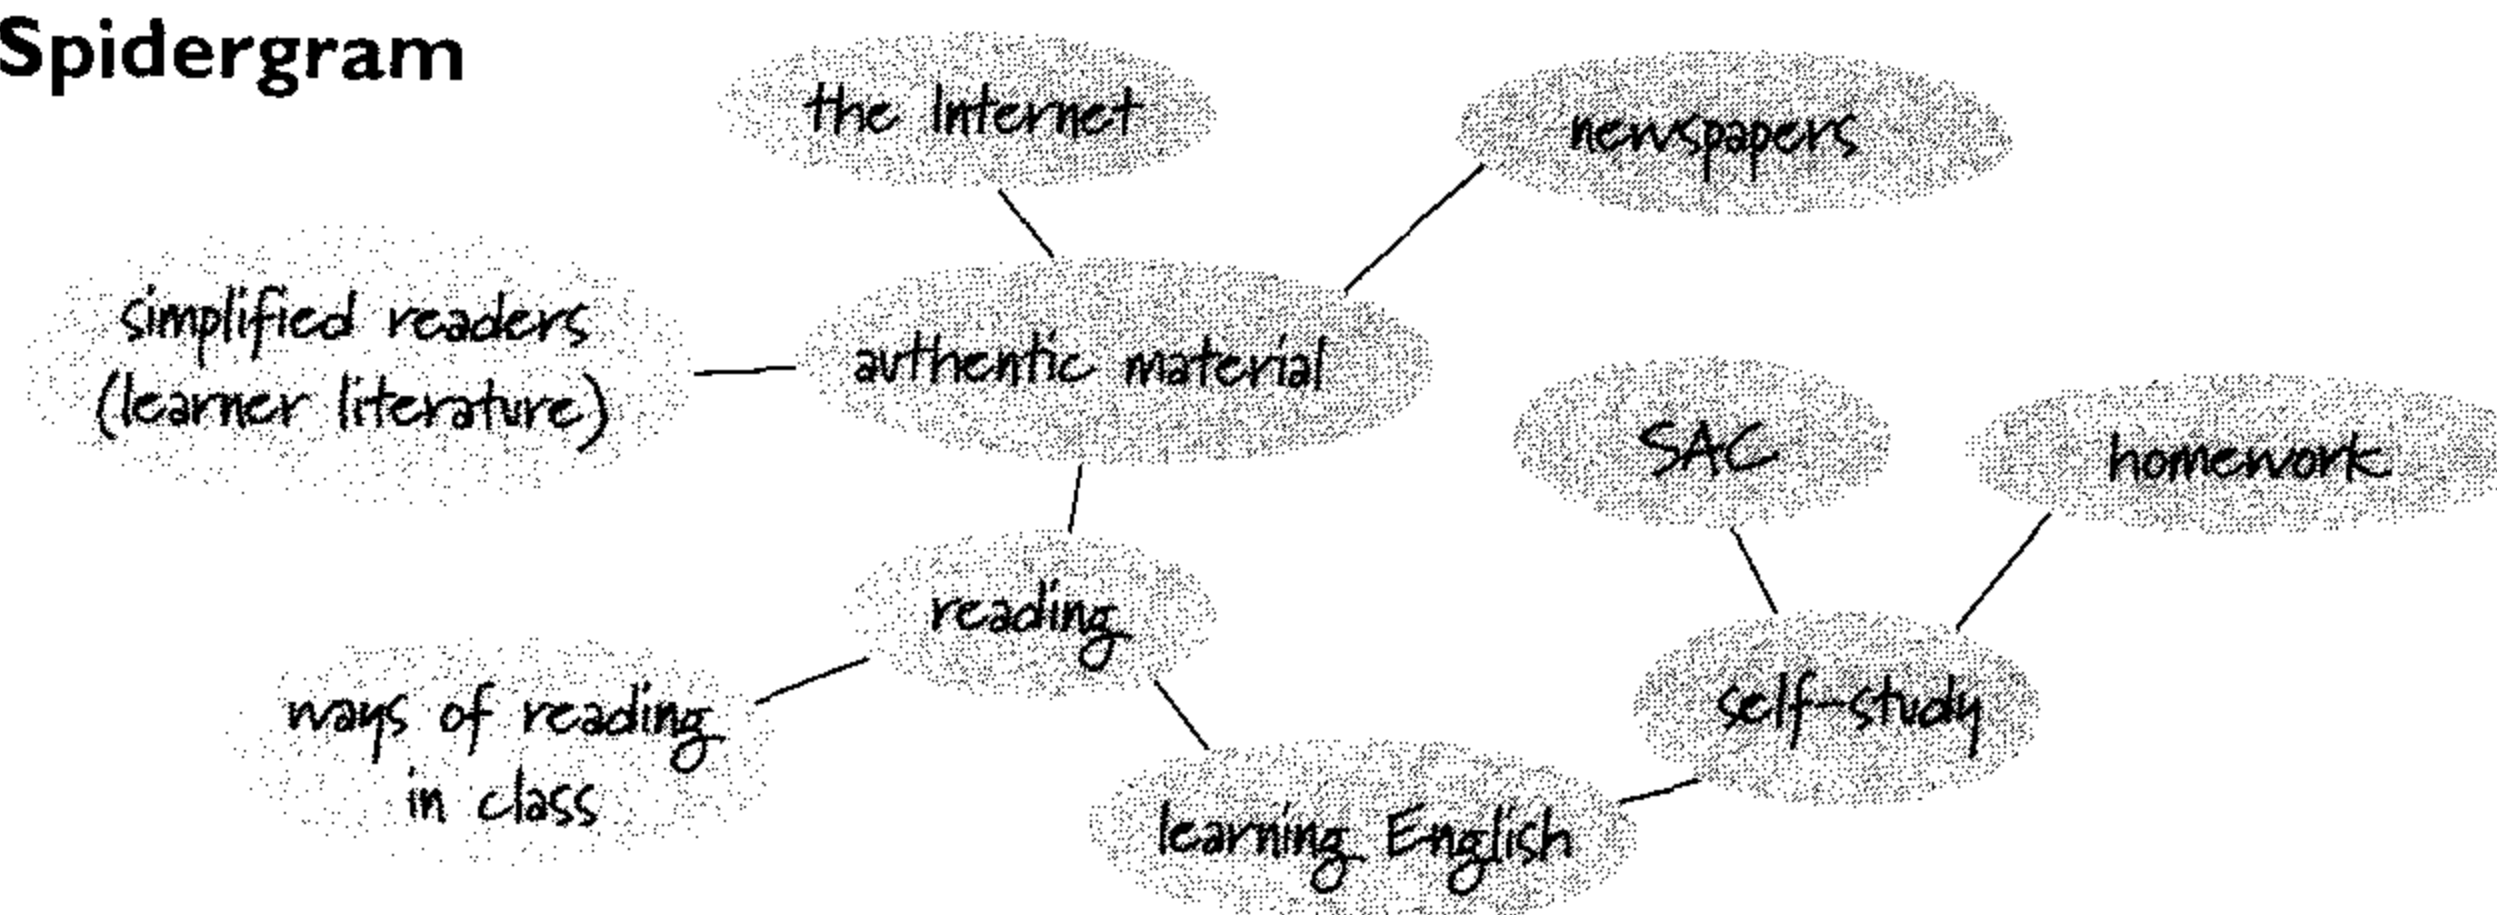 Spidergram
the Internet
newspapers
simplified readers
(learner literature)
authentic material
SAC
homework
reading
self-study
ways of reading
in class
learning English